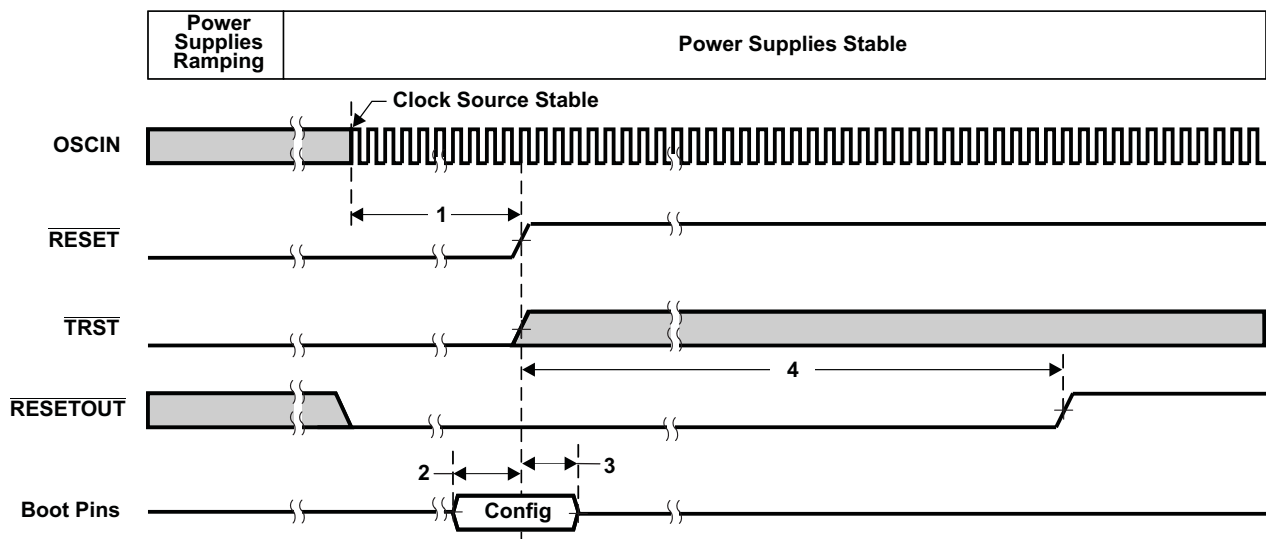 Power
Supplies
Ramping
Power Supplies Stable
Clock Source Stable
OSCIN
1
RESET
TRST
4
RESETOUT
2
3
Boot Pins
Config